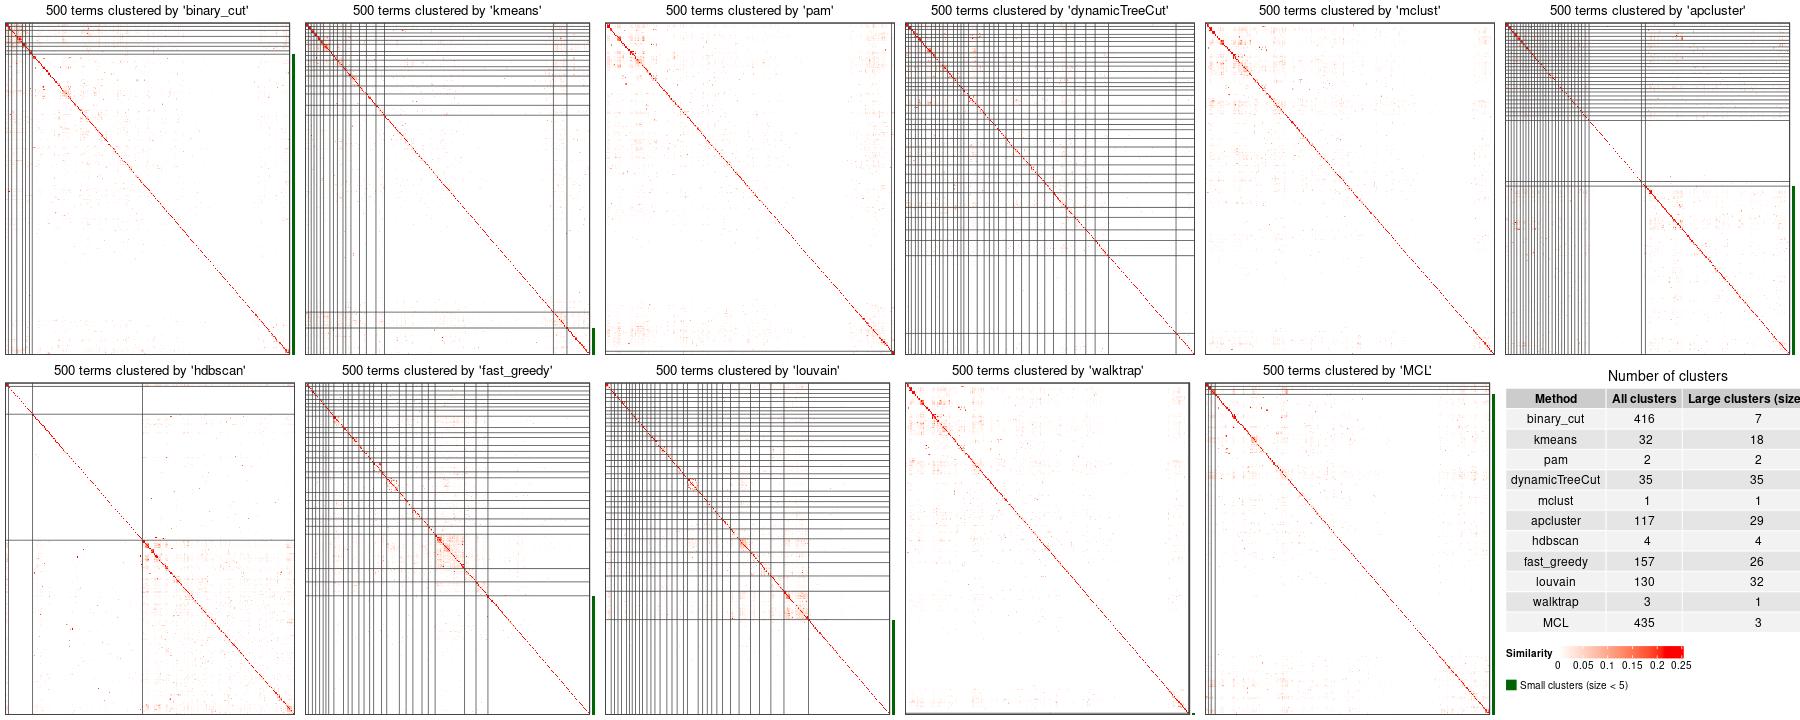 500 terms clustered by 'binary_cut'
500 terms clustered by 'kmeans'
500 terms clustered by 'pam'
500 terms clustered by 'dynamicTreeCut'
500 terms clustered by 'mclust'
500 terms clustered by 'apcluster'
500 terms clustered by 'hdbscan'
500 terms clustered by 'fast_greedy'
500 terms clustered by 'louvain'
500 terms clustered by 'walktrap'
500 terms clustered by 'MCL'
Number of clusters
Method All clusters Large clusters (size
binary_cut 416 7
kmeans 32 18
pam 2 2
dynamicTreeCut 35 35
mclust 1 1
apcluster 117 29
hdbscan 4 4
fast_greedy 157 26
louvain 130 32
walktrap 3 1
MCL 435 3
Similarity
0 0.05 0.1 0.15 0.2 0.25
Small clusters (size < 5)